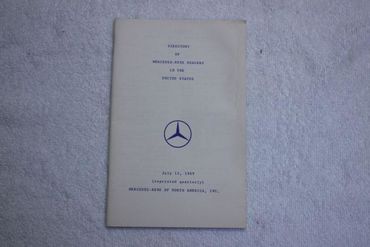 DIRECTORY
OF
MERCEDES-BENZ DEALERS
IN THE
UNITED STATES
July 15, 1969
(reprinted quarterly)
MERCEDES-BENZ OF NORTH AMERICA, INC.